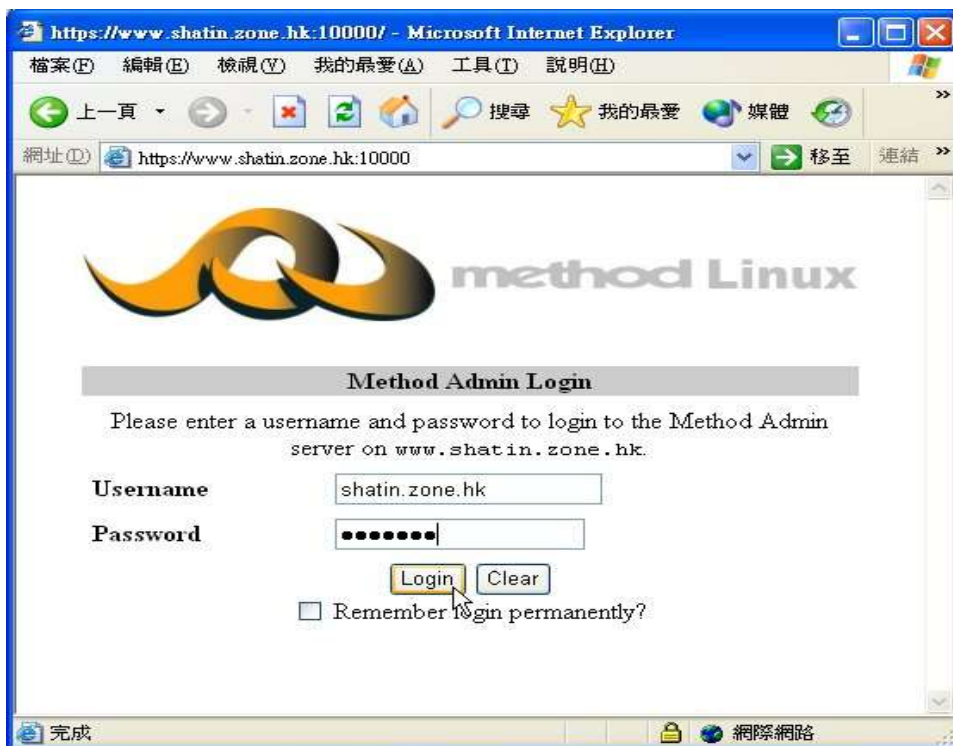 https://www.shatin.zone.hk:10000/ - Microsoft Internet Explorer
檔案(F) 編輯(E) 檢視(V) 我的最愛(A) 工具(T) 說明(H)
上一頁 搜尋 我的最愛 媒體 »
網址(D) https://www.shatin.zone.hk:10000 移至 連結 »
method Linux
Method Admin Login
Please enter a username and password to login to the Method Admin
server on www.shatin.zone.hk.
Username shatin.zone.hk
Password •••••••
Login Clear
Remember login permanently?
完成 網際網路